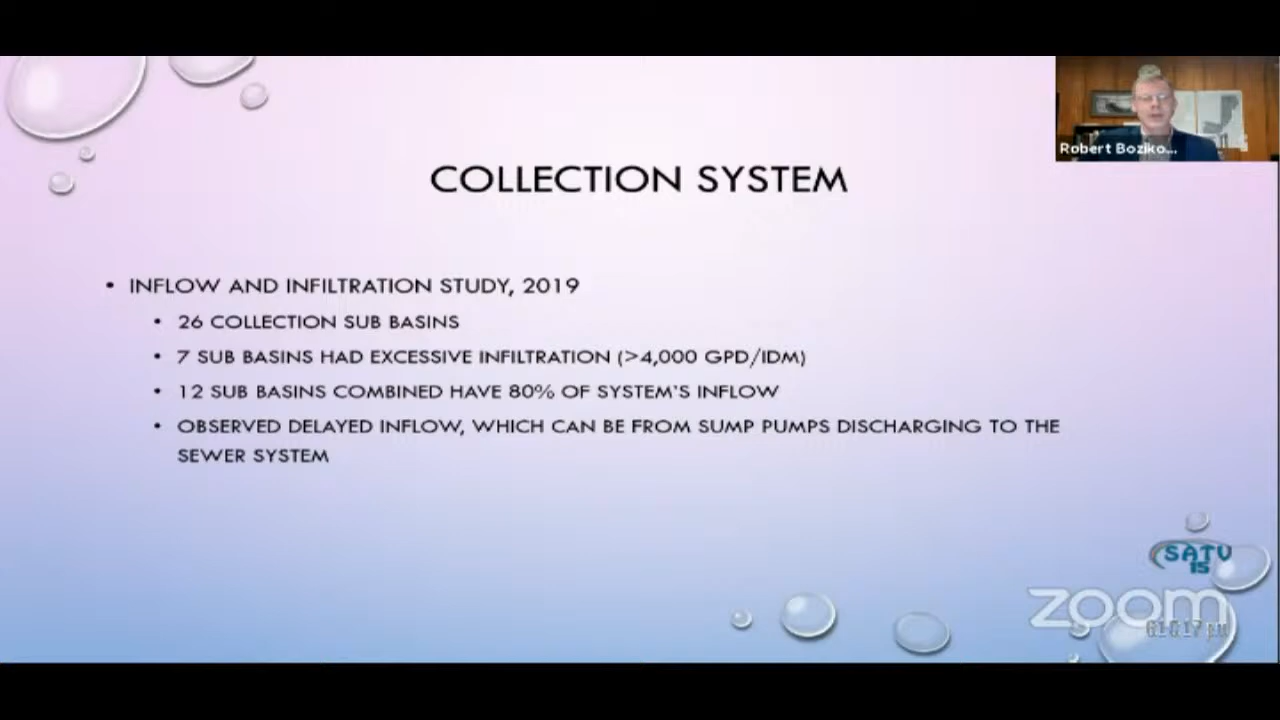 Robert Boziko...
COLLECTION SYSTEM
• INFLOW AND INFILTRATION STUDY, 2019
• 26 COLLECTION SUB BASINS
• 7 SUB BASINS HAD EXCESSIVE INFILTRATION (>4,000 GPD/IDM)
• 12 SUB BASINS COMBINED HAVE 80% OF SYSTEM'S INFLOW
• OBSERVED DELAYED INFLOW, WHICH CAN BE FROM SUMP PUMPS DISCHARGING TO THE
SEWER SYSTEM
SATV
15
zoom